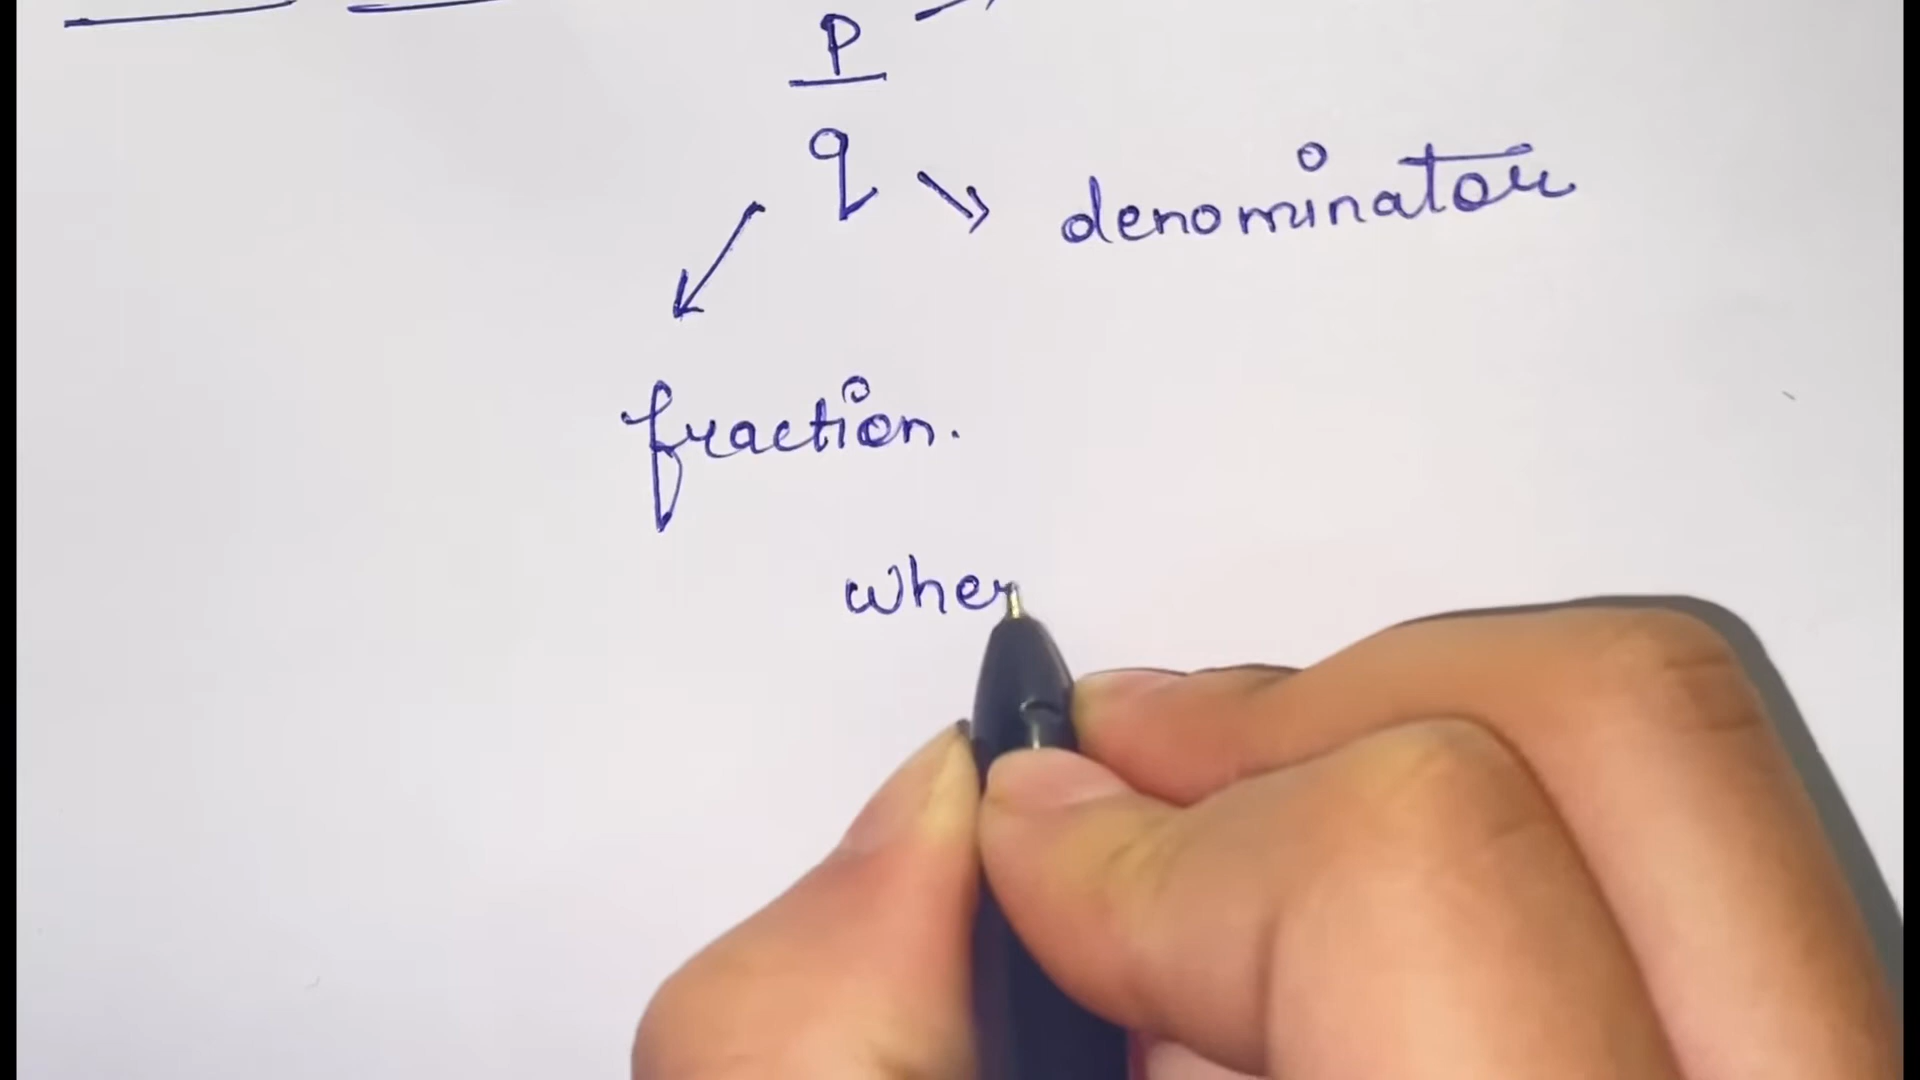 p
q
denominator
fraction.
wher